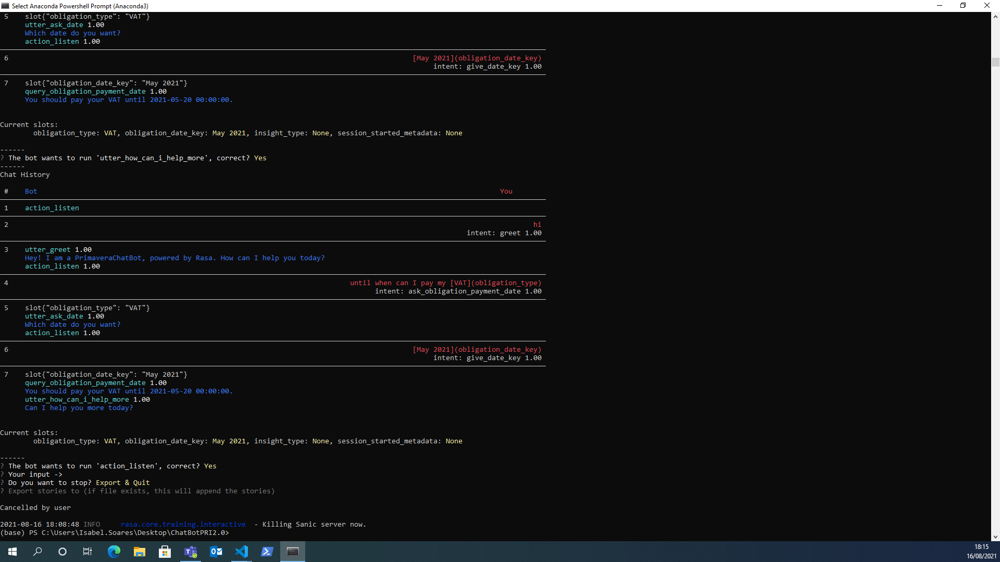 Select Anaconda Powershell Prompt (Anaconda3)
5 slot{"obligation_type": "VAT"}
utter_ask_date 1.00
Which date do you want?
action_listen 1.00
6 [May 2021](obligation_date_key)
intent: give_date_key 1.00
7 slot{"obligation_date_key": "May 2021"}
query_obligation_payment_date 1.00
You should pay your VAT until 2021-05-20 00:00:00.
Current slots:
obligation_type: VAT, obligation_date_key: May 2021, insight_type: None, session_started_metadata: None
------
? The bot wants to run 'utter_how_can_i_help_more', correct? Yes
------
Chat History
# Bot You
1 action_listen
2 hi
intent: greet 1.00
3 utter_greet 1.00
Hey! I am a PrimaveraChatBot, powered by Rasa. How can I help you today?
action_listen 1.00
4 until when can I pay my [VAT](obligation_type)
intent: ask_obligation_payment_date 1.00
5 slot{"obligation_type": "VAT"}
utter_ask_date 1.00
Which date do you want?
action_listen 1.00
6 [May 2021](obligation_date_key)
intent: give_date_key 1.00
7 slot{"obligation_date_key": "May 2021"}
query_obligation_payment_date 1.00
You should pay your VAT until 2021-05-20 00:00:00.
utter_how_can_i_help_more 1.00
Can I help you more today?
Current slots:
obligation_type: VAT, obligation_date_key: May 2021, insight_type: None, session_started_metadata: None
------
? The bot wants to run 'action_listen', correct? Yes
? Your input ->
? Do you want to stop? Export & Quit
? Export stories to (if file exists, this will append the stories)
Cancelled by user
2021-08-16 18:08:48 INFO rasa.core.training.interactive - Killing Sanic server now.
(base) PS C:\Users\Isabel.Soares\Desktop\ChatBotPRI2.0>
18:15
16/08/2021